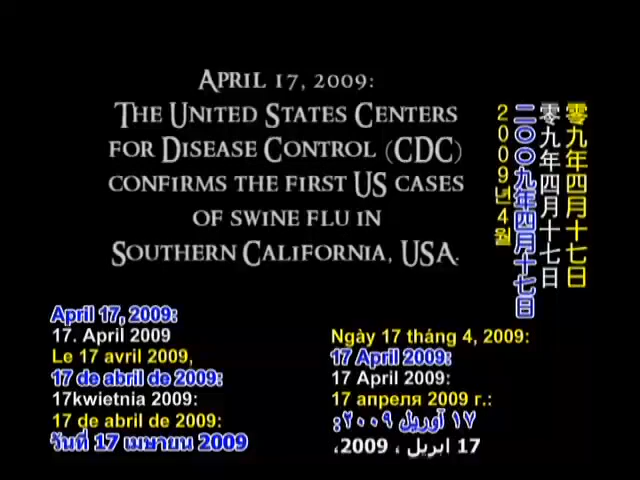 APRIL 17, 2009:
THE UNITED STATES CENTERS
FOR DISEASE CONTROL (CDC)
CONFIRMS THE FIRST US CASES
OF SWINE FLU IN
SOUTHERN CALIFORNIA, USA.
零九年四月十七日
零九年四月十七日
二〇〇九年四月十七日
2009년4월
April 17, 2009:
17. April 2009
Le 17 avril 2009,
17 de abril de 2009:
17kwietnia 2009:
17 de abril de 2009:
วันที่ 17 เมษายน 2009
Ngày 17 tháng 4, 2009:
17 April 2009:
17 April 2009:
17 апреля 2009 г.:
۱۷ آوریل ۲۰۰۹:
17 ابريل ، 2009،